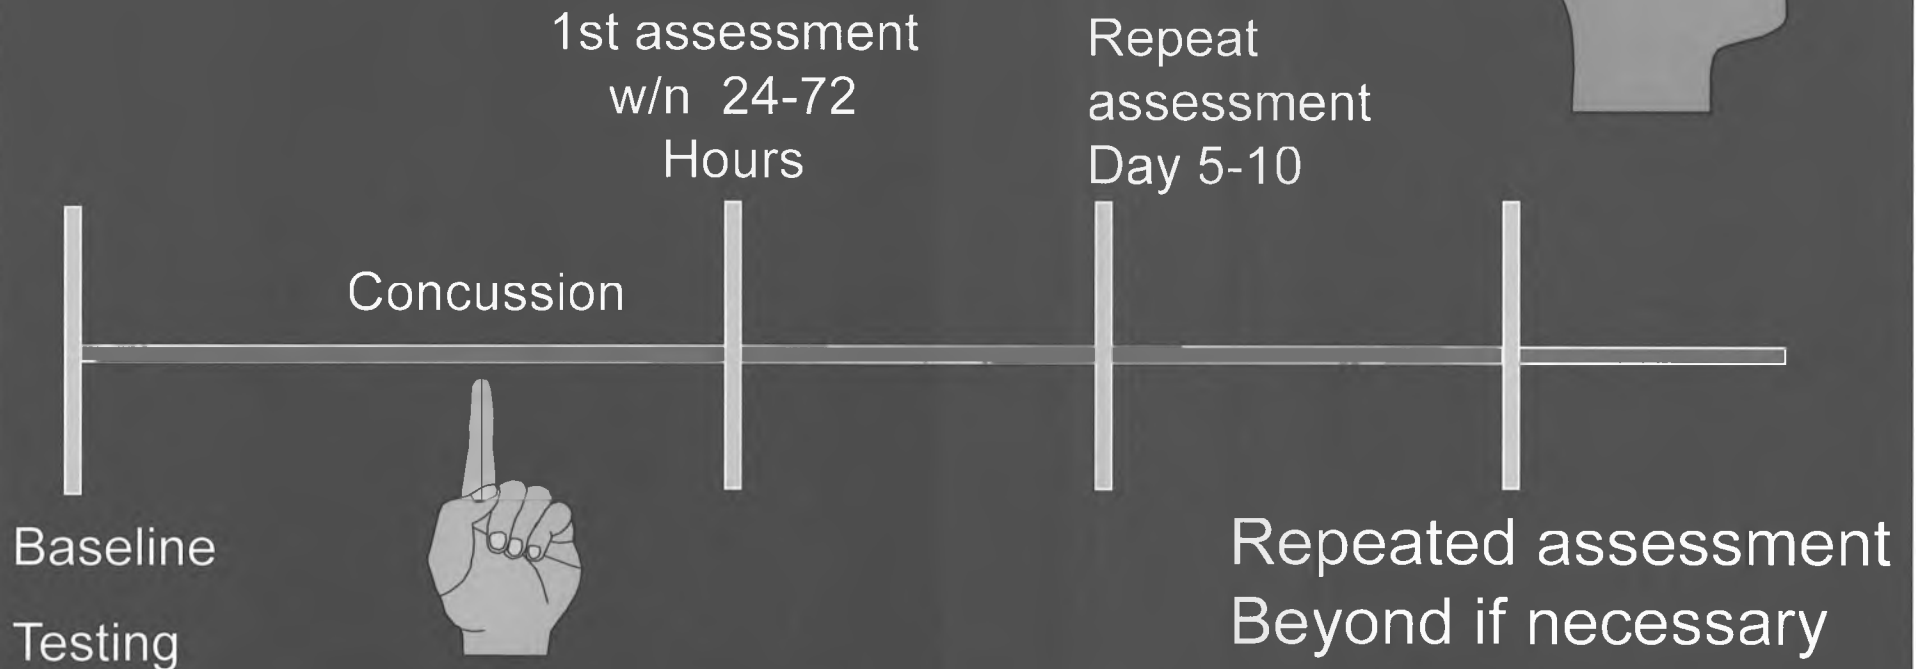 1st assessment
w/n 24-72
Hours
Repeat
assessment
Day 5-10
Concussion
Baseline
Testing
Repeated assessment
Beyond if necessary